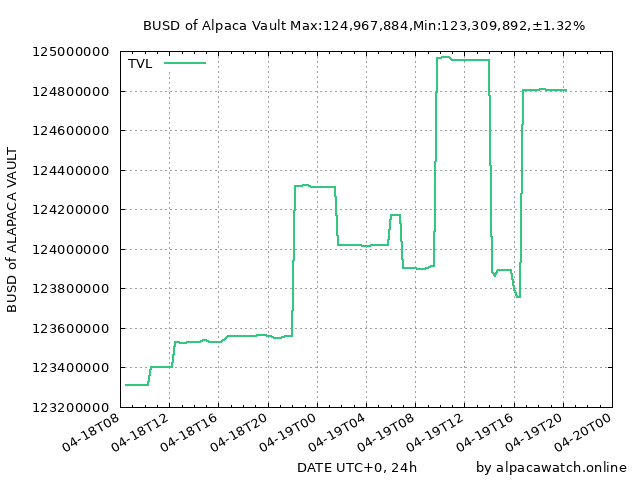 BUSD of Alpaca Vault Max:124,967,884,Min:123,309,892,±1.32%
TVL
125000000
124800000
124600000
124400000
124200000
124000000
123800000
123600000
123400000
123200000
BUSD of ALAPACA VAULT
04-18T08
04-18T12
04-18T16
04-18T20
04-19T00
04-19T04
04-19T08
04-19T12
04-19T16
04-19T20
04-20T00
DATE UTC+0, 24h
by alpacawatch.online